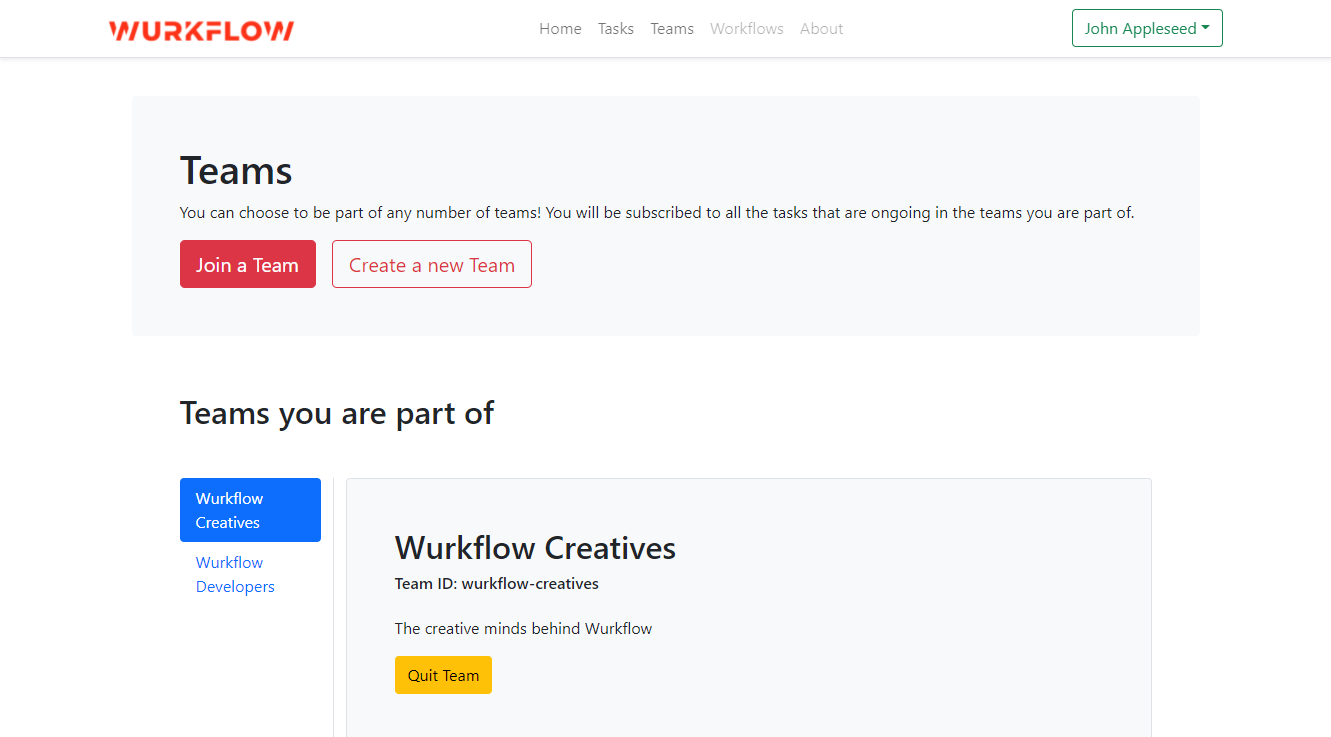 WURKFLOW
Home Tasks Teams Workflows About
John Appleseed
Teams
You can choose to be part of any number of teams! You will be subscribed to all the tasks that are ongoing in the teams you are part of.
Join a Team Create a new Team
Teams you are part of
Wurkflow
Creatives
Wurkflow
Developers
Wurkflow Creatives
Team ID: wurkflow-creatives
The creative minds behind Wurkflow
Quit Team